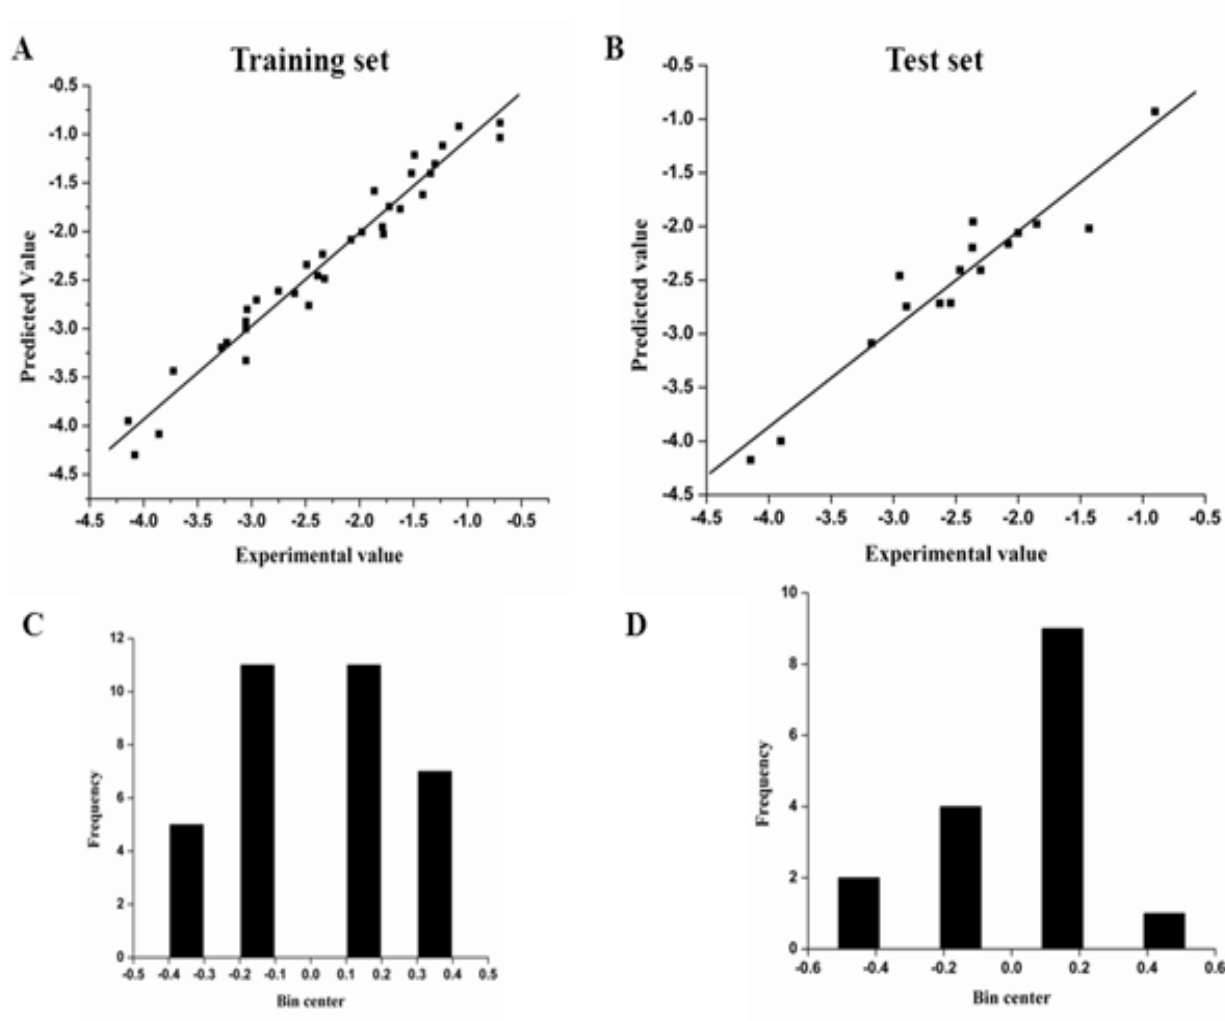 A
Training set
-0.5
-1.0
-1.5
-2.0
-2.5
-3.0
-3.5
-4.0
-4.5
Predicted Value
-4.5 -4.0 -3.5 -3.0 -2.5 -2.0 -1.5 -1.0 -0.5
Experimental value
B
Test set
-0.5
-1.0
-1.5
-2.0
-2.5
-3.0
-3.5
-4.0
-4.5
Predicted value
-4.5 -4.0 -3.5 -3.0 -2.5 -2.0 -1.5 -1.0 -0.5
Experimental value
C
12
10
8
6
4
2
0
Frequency
-0.5 -0.4 -0.3 -0.2 -0.1 0.0 0.1 0.2 0.3 0.4 0.5
Bin center
D
10
8
6
4
2
0
Frequency
-0.6 -0.4 -0.2 0.0 0.2 0.4 0.6
Bin center